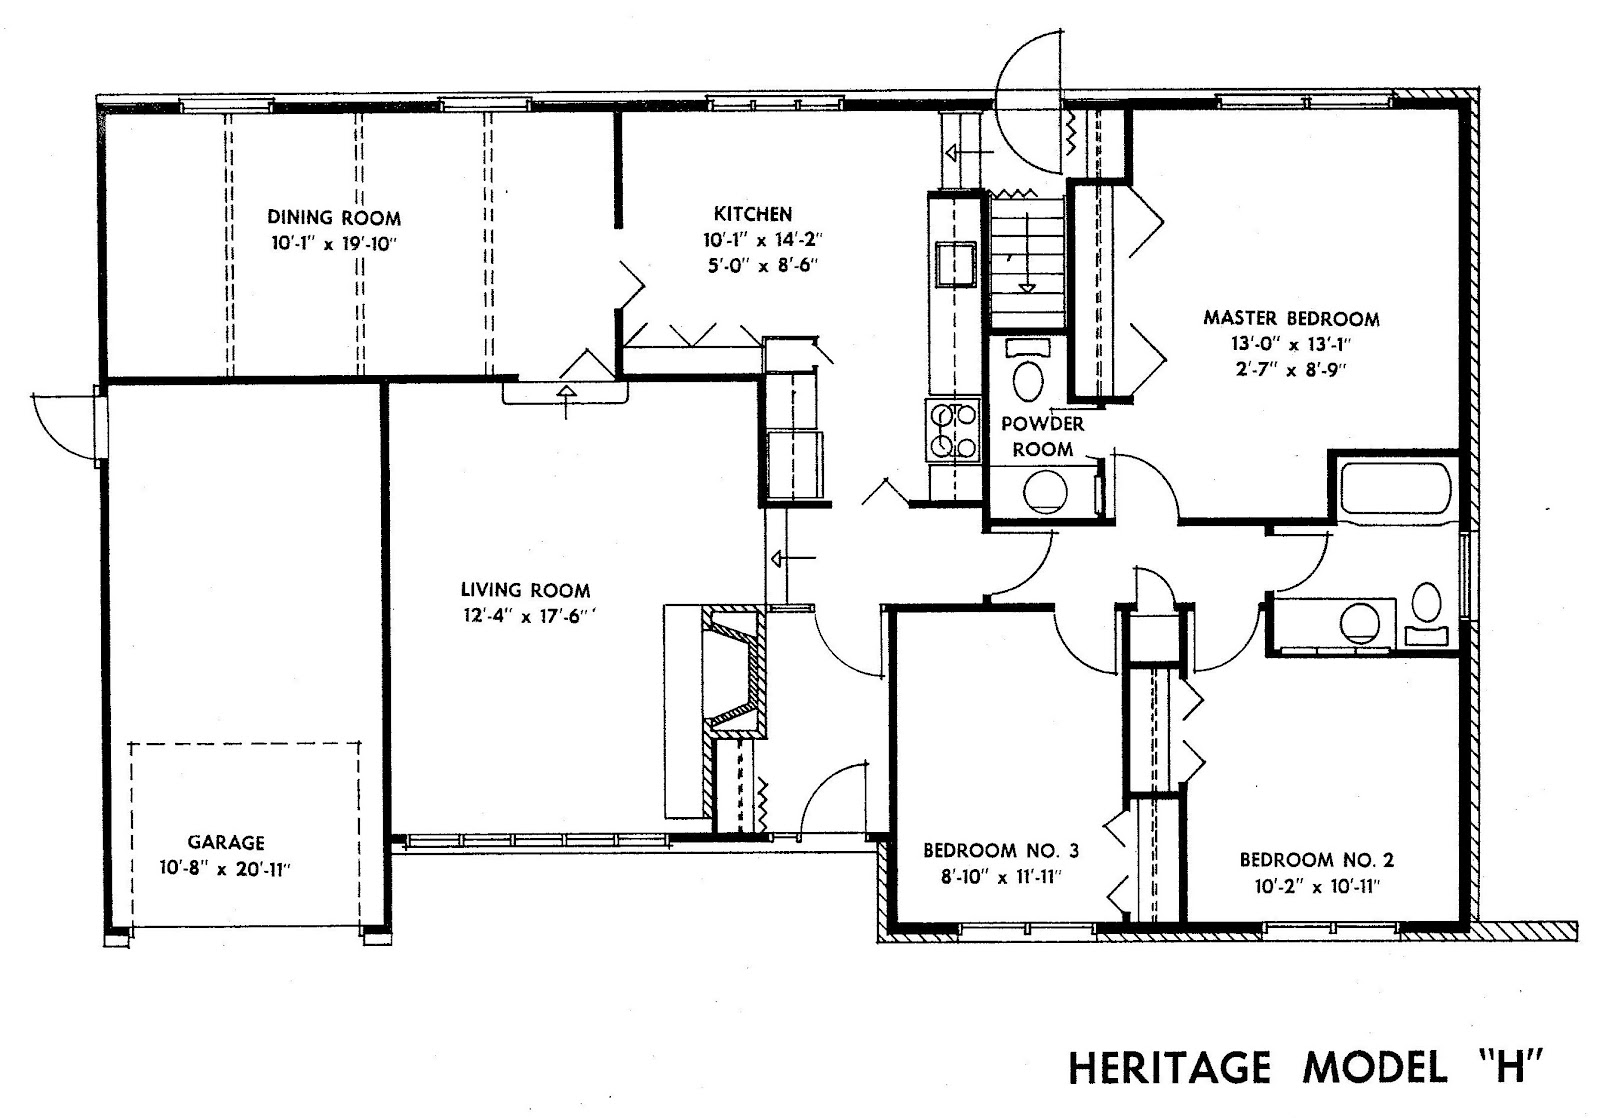 DINING ROOM
10'-1" x 19'-10"
KITCHEN
10'-1" x 14'-2"
5'-0" x 8'-6"
MASTER BEDROOM
13'-0" x 13'-1"
2'-7" x 8'-9"
POWDER
ROOM
LIVING ROOM
12'-4" x 17'-6"
GARAGE
10'-8" x 20'-11"
BEDROOM NO. 3
8'-10" x 11'-11"
BEDROOM NO. 2
10'-2" x 10'-11"
HERITAGE MODEL "H"